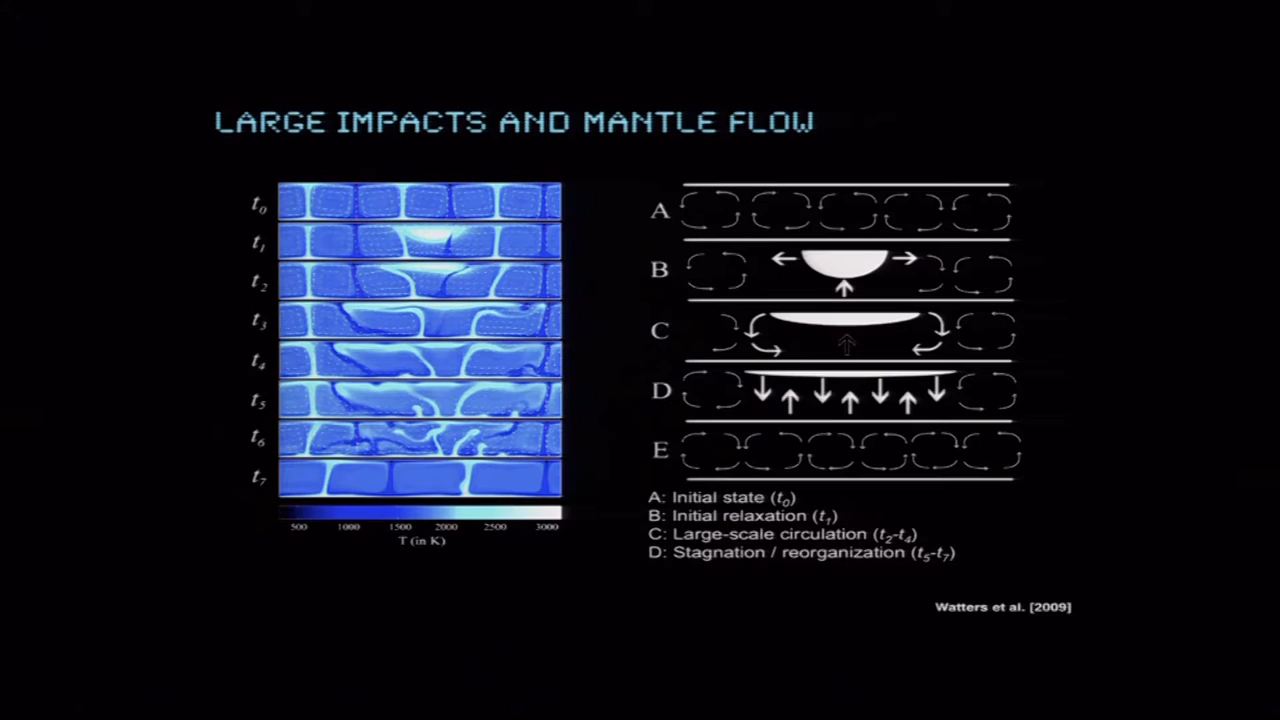 LARGE IMPACTS AND MANTLE FLOW
t0
t1
t2
t3
t4
t5
t6
t7
500 1000 1500 2000 2500 3000
T (in K)
A
B
C
D
E
A: Initial state (t0)
B: Initial relaxation (t1)
C: Large-scale circulation (t2-t4)
D: Stagnation / reorganization (t5-t7)
Watters et al. [2009]